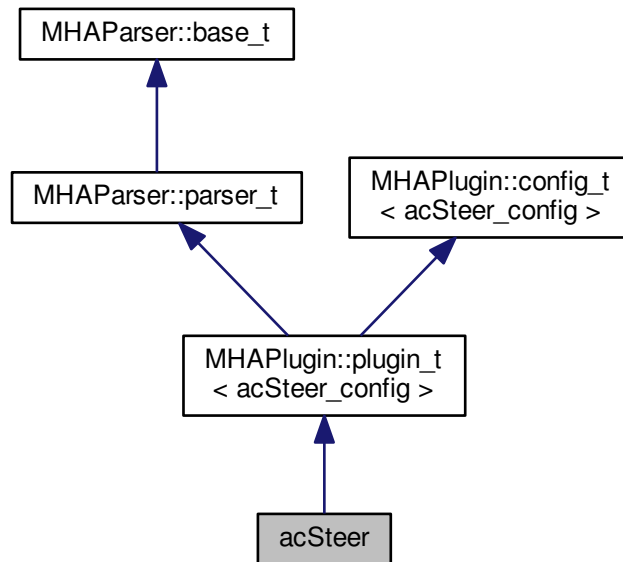 MHAParser::base_t
MHAParser::parser_t
MHAPlugin::config_t
< acSteer_config >
MHAPlugin::plugin_t
< acSteer_config >
acSteer